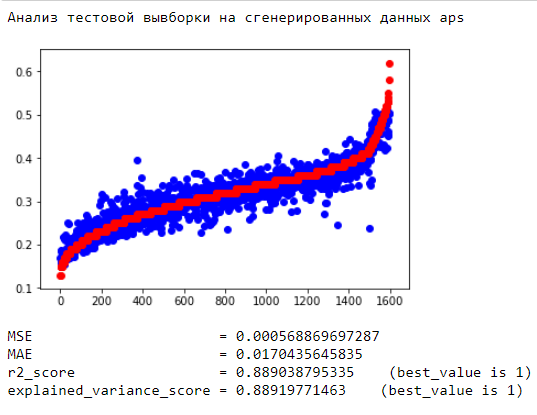 Анализ тестовой вывборки на сгенерированных данных aps
0.6
0.5
0.4
0.3
0.2
0.1
0 200 400 600 800 1000 1200 1400 1600
MSE = 0.000568869697287
MAE = 0.0170435645835
r2_score = 0.889038795335 (best_value is 1)
explained_variance_score = 0.88919771463 (best_value is 1)